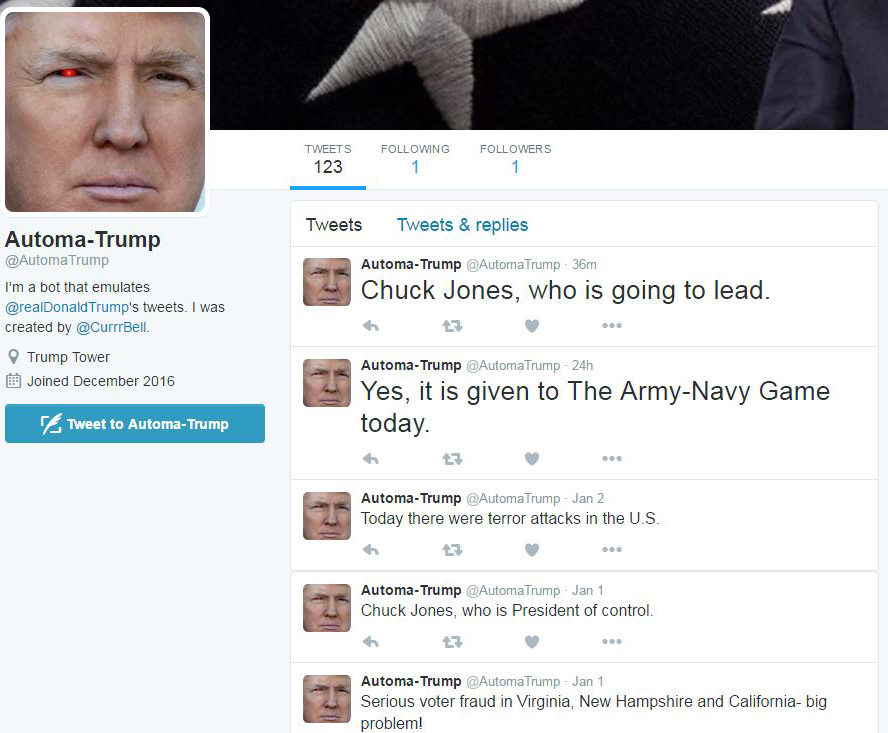 TWEETS FOLLOWING FOLLOWERS
123 1 1
Automa-Trump
@AutomaTrump
I'm a bot that emulates
@realDonaldTrump's tweets. I was
created by @CurrrBell.
Trump Tower
Joined December 2016
Tweet to Automa-Trump
Tweets Tweets & replies
Automa-Trump @AutomaTrump · 36m
Chuck Jones, who is going to lead.
Automa-Trump @AutomaTrump · 24h
Yes, it is given to The Army-Navy Game
today.
Automa-Trump @AutomaTrump · Jan 2
Today there were terror attacks in the U.S.
Automa-Trump @AutomaTrump · Jan 1
Chuck Jones, who is President of control.
Automa-Trump @AutomaTrump · Jan 1
Serious voter fraud in Virginia, New Hampshire and California- big
problem!